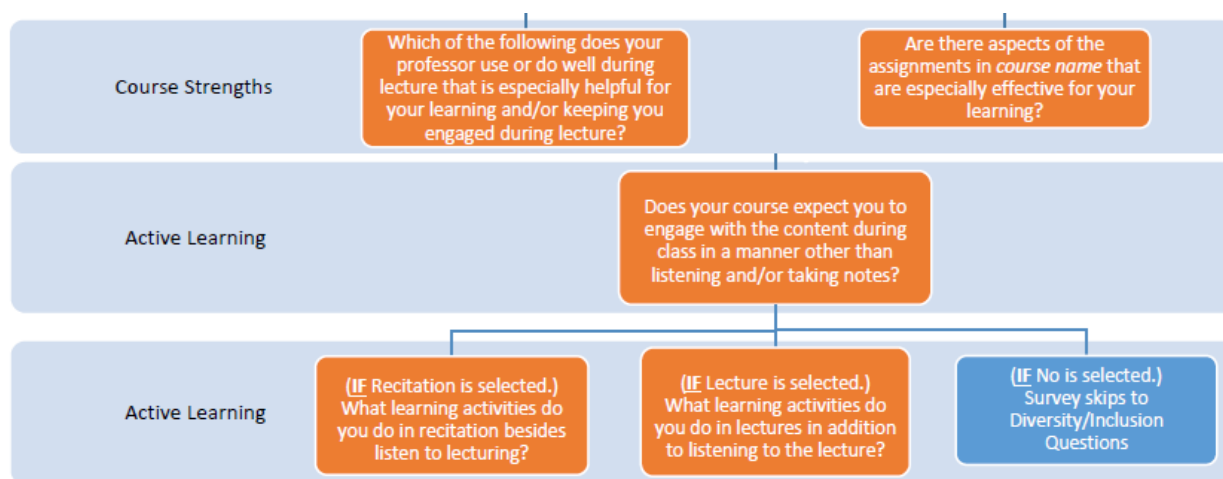 Course Strengths
Which of the following does your
professor use or do well during
lecture that is especially helpful for
your learning and/or keeping you
engaged during lecture?
Are there aspects of the
assignments in course name that
are especially effective for your
learning?
Active Learning
Does your course expect you to
engage with the content during
class in a manner other than
listening and/or taking notes?
Active Learning
(IF Recitation is selected.)
What learning activities do
you do in recitation besides
listen to lecturing?
(IF Lecture is selected.)
What learning activities do
you do in lectures in addition
to listening to the lecture?
(IF No is selected.)
Survey skips to
Diversity/Inclusion
Questions